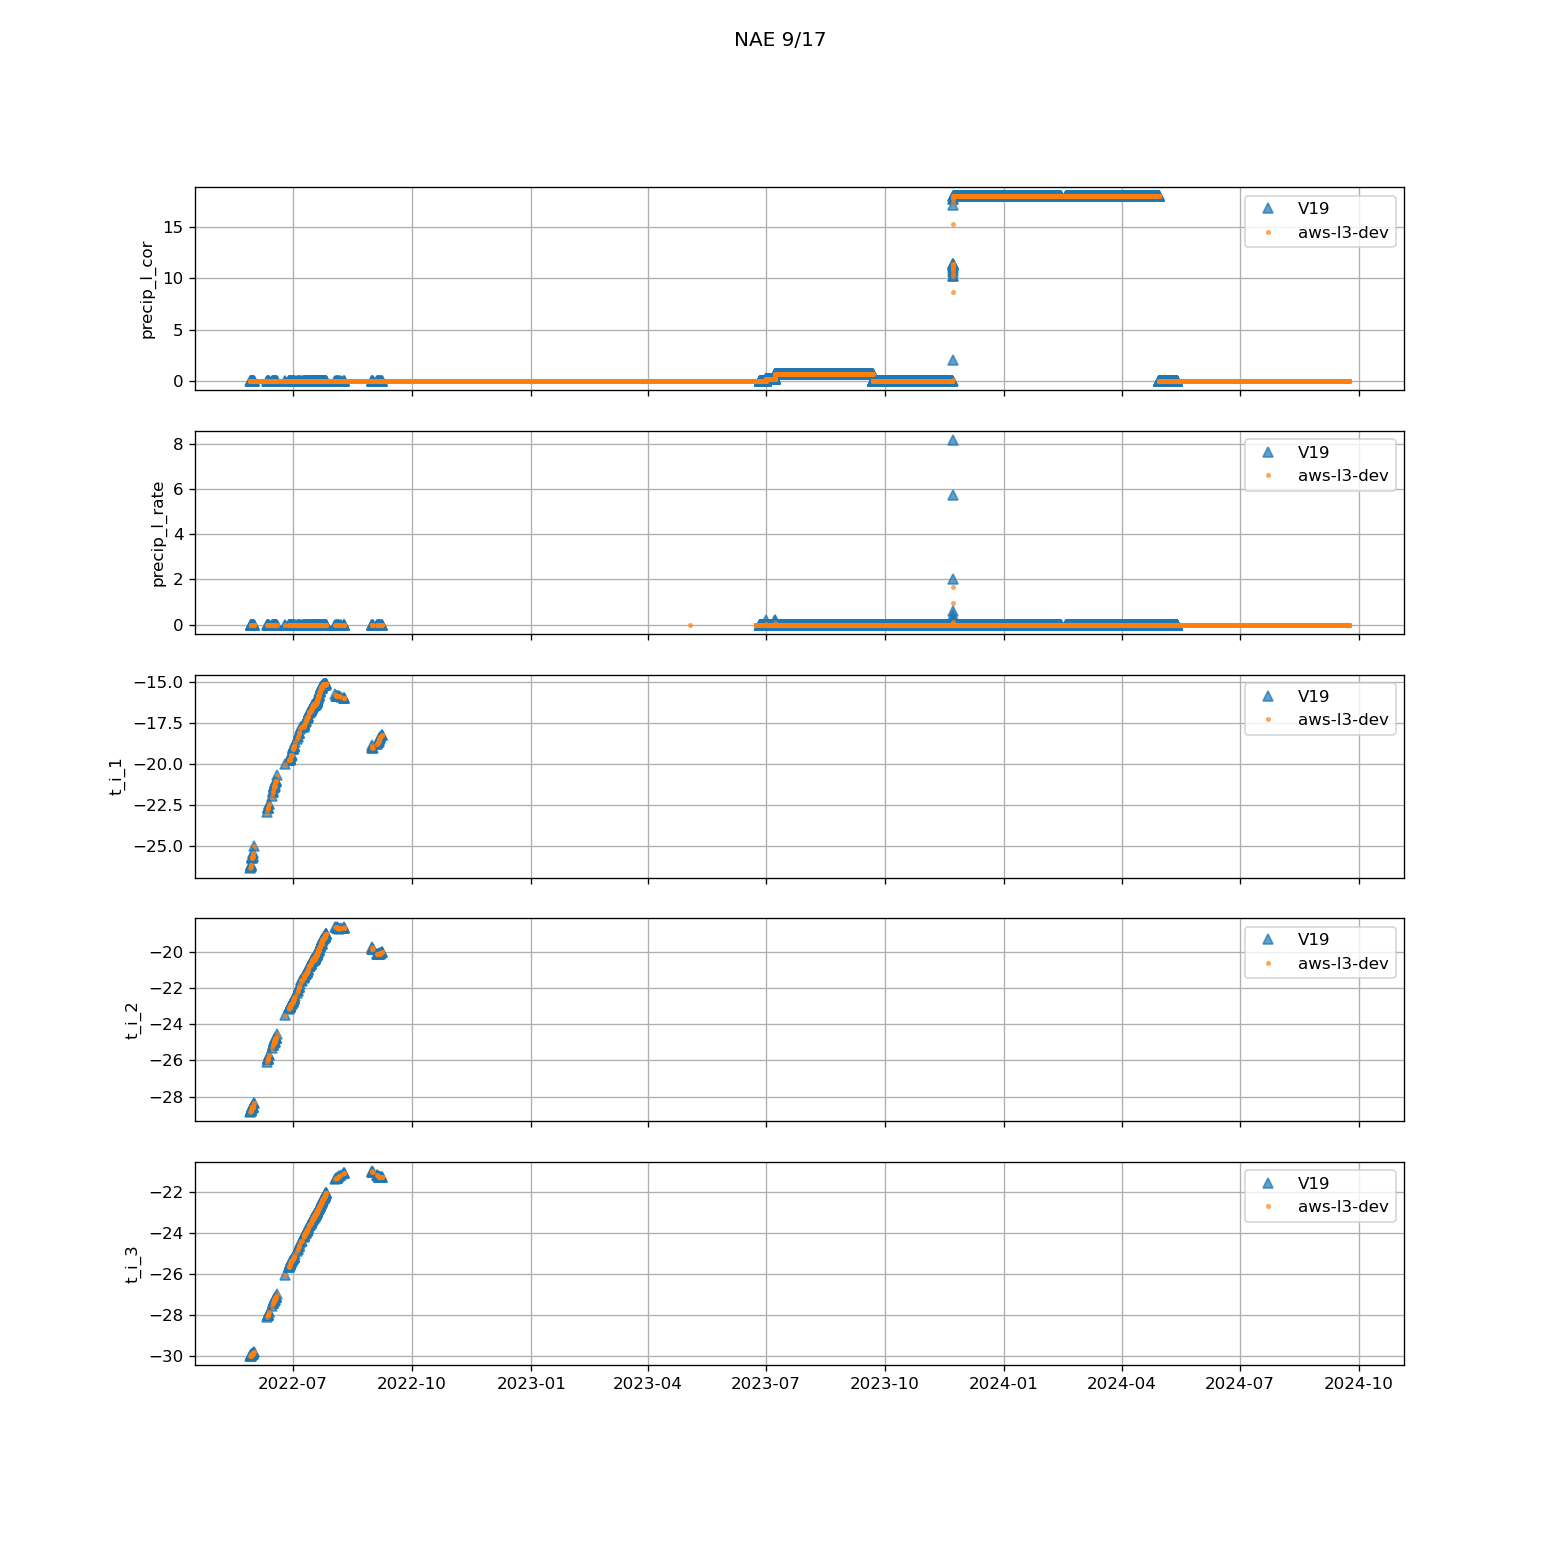 NAE 9/17
precip_l_cor
15
10
5
0
V19
aws-l3-dev
precip_l_rate
8
6
4
2
0
V19
aws-l3-dev
t_i_1
−15.0
−17.5
−20.0
−22.5
−25.0
V19
aws-l3-dev
t_i_2
−20
−22
−24
−26
−28
V19
aws-l3-dev
t_i_3
−22
−24
−26
−28
−30
V19
aws-l3-dev
2022-07 2022-10 2023-01 2023-04 2023-07 2023-10 2024-01 2024-04 2024-07 2024-10